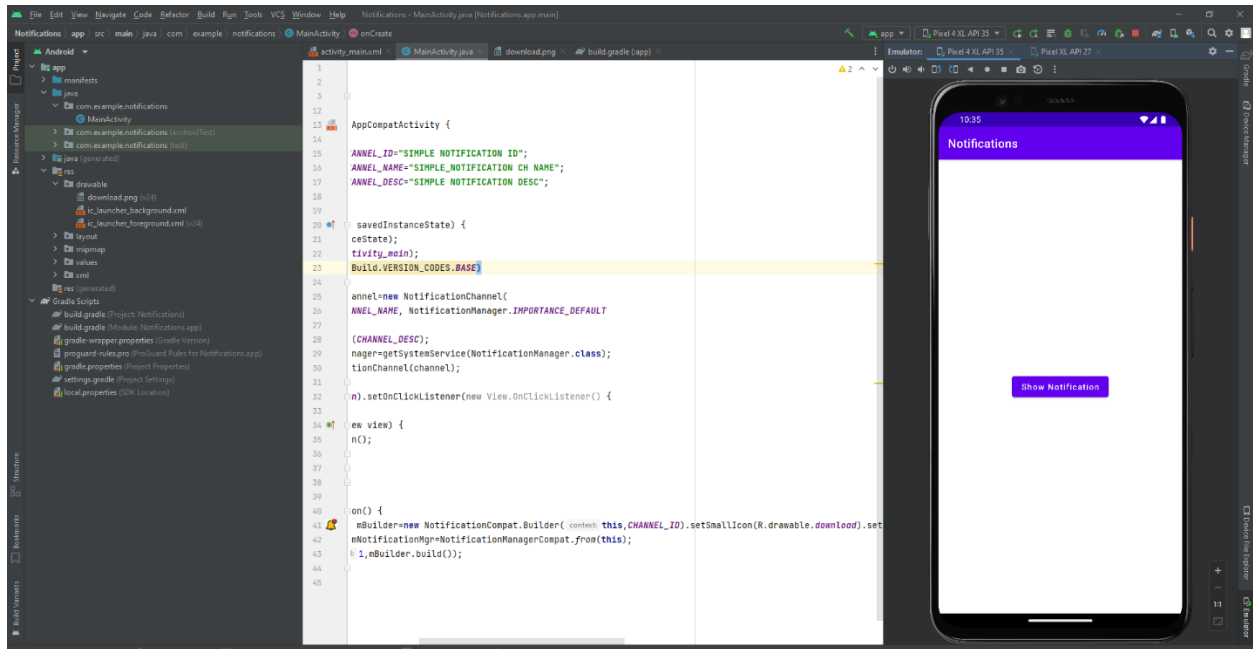 File Edit View Navigate Code Refactor Build Run Tools VCS Window Help Notifications - MainActivity.java [Notifications.app.main]
Notifications app src main java com example notifications MainActivity onCreate
app Pixel 4 XL API 35
Project
Resource Manager
Structure
Bookmarks
Build Variants
Android
app
manifests
java
com.example.notifications
MainActivity
com.example.notifications (androidTest)
com.example.notifications (test)
java (generated)
res
drawable
download.png (v24)
ic_launcher_background.xml
ic_launcher_foreground.xml (v24)
layout
mipmap
values
xml
res (generated)
Gradle Scripts
build.gradle (Project: Notifications)
build.gradle (Module: Notifications.app)
gradle-wrapper.properties (Gradle Version)
proguard-rules.pro (ProGuard Rules for Notifications.app)
gradle.properties (Project Properties)
settings.gradle (Project Settings)
local.properties (SDK Location)
activity_main.xml MainActivity.java download.png build.gradle (:app)
2
1
2
3
12
13 AppCompatActivity {
14
15 ANNEL_ID="SIMPLE NOTIFICATION ID";
16 ANNEL_NAME="SIMPLE_NOTIFICATION CH NAME";
17 ANNEL_DESC="SIMPLE NOTIFICATION DESC";
18
19
20 savedInstanceState) {
21 ceState);
22 tivity_main);
23 Build.VERSION_CODES.BASE)
24
25 annel=new NotificationChannel(
26 NNEL_NAME, NotificationManager.IMPORTANCE_DEFAULT
27
28 (CHANNEL_DESC);
29 nager=getSystemService(NotificationManager.class);
30 tionChannel(channel);
31
32 n).setOnClickListener(new View.OnClickListener() {
33
34 ew view) {
35 n();
36
37
38
39
40 on() {
41 mBuilder=new NotificationCompat.Builder( context: this,CHANNEL_ID).setSmallIcon(R.drawable.download).set
42 mNotificationMgr=NotificationManagerCompat.from(this);
43 1,mBuilder.build());
44
45
Emulator: Pixel 4 XL API 35 Pixel XL API 27
10:35
Notifications
Show Notification
1:1
Gradle
Device Manager
Device File Explorer
Emulator